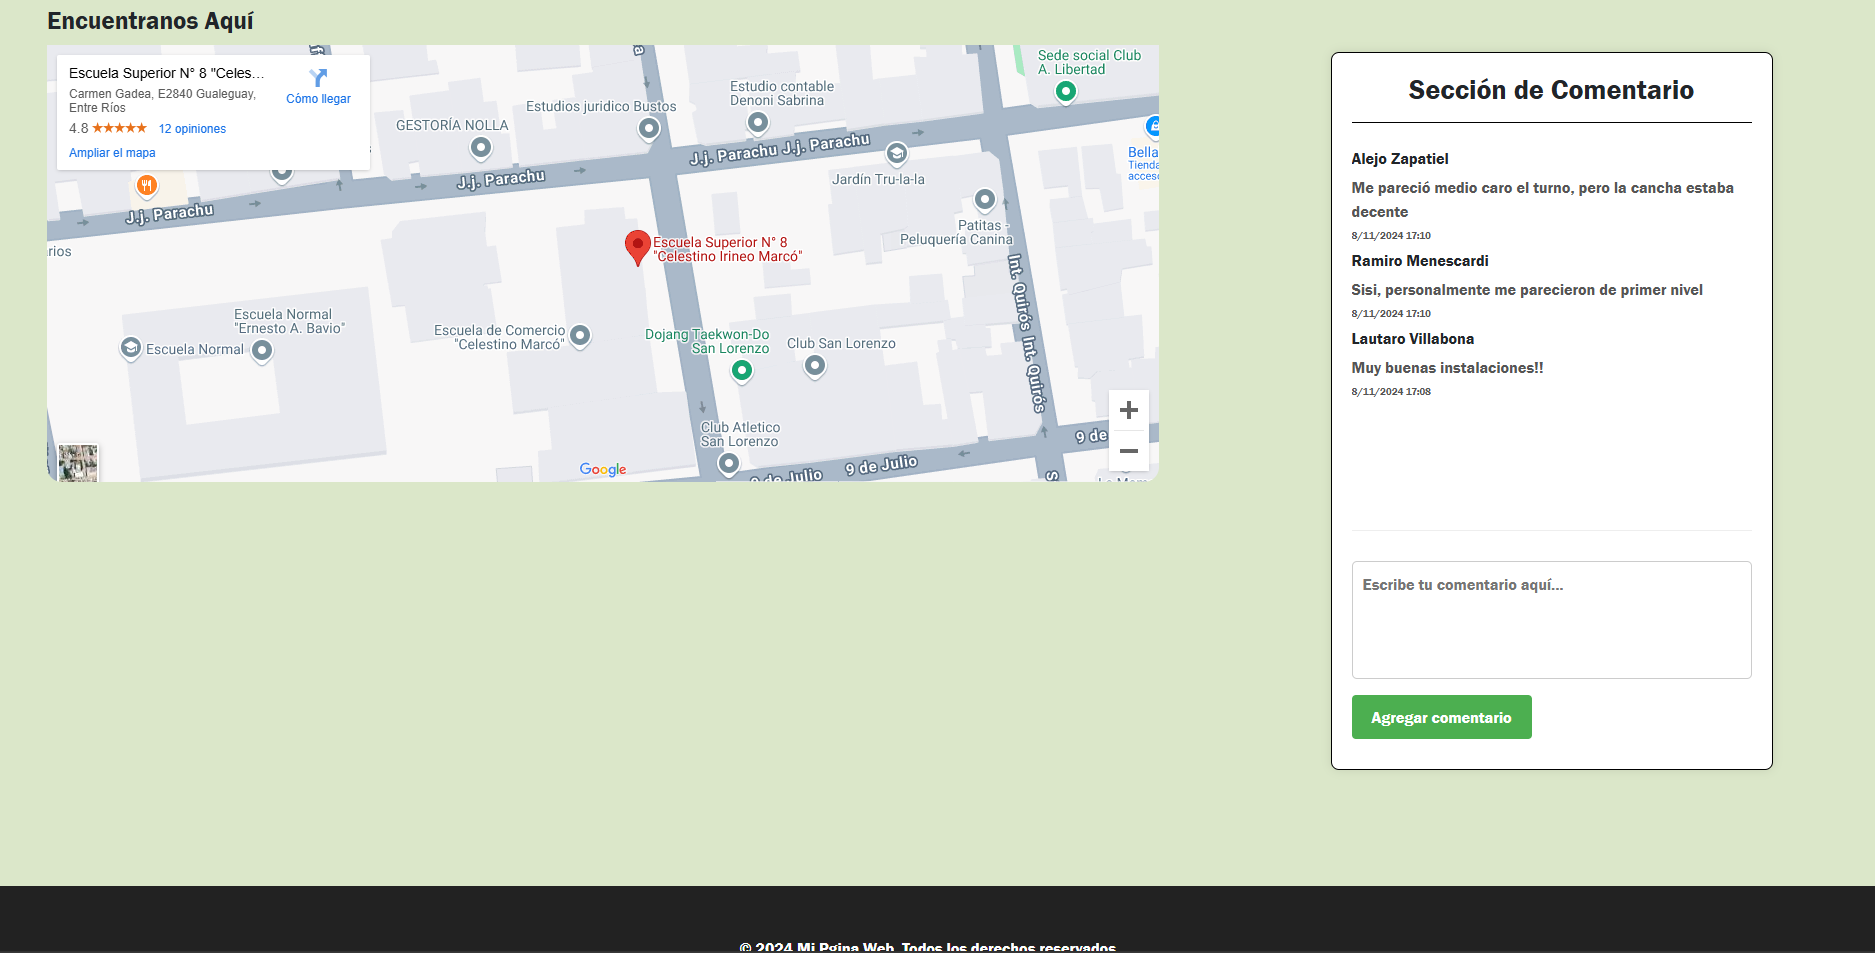 Encuentranos Aquí
Escuela Superior N° 8 "Celes...
Carmen Gadea, E2840 Gualeguay,
Entre Ríos
4.8
12 opiniones
Ampliar el mapa
Cómo llegar
Sede social Club
A. Libertad
Estudio contable
Denoni Sabrina
Estudios juridico Bustos
GESTORÍA NOLLA
J.j. Parachu J.j. Parachu
Bella
Tienda
acceso
Jardín Tru-la-la
J.j. Parachu
J.j. Parachu
Patitas -
Peluquería Canina
Escuela Superior N° 8
"Celestino Irineo Marcó"
rios
Int. Quirós Int. Quirós
Escuela Normal
"Ernesto A. Bavio"
Escuela Normal
Escuela de Comercio
"Celestino Marcó"
Dojang Taekwon-Do
San Lorenzo
Club San Lorenzo
Club Atletico
San Lorenzo
9 de
9 de Julio
9 de Julio
Google
Sección de Comentario
Alejo Zapatiel
Me pareció medio caro el turno, pero la cancha estaba
decente
8/11/2024 17:10
Ramiro Menescardi
Sisi, personalmente me parecieron de primer nivel
8/11/2024 17:10
Lautaro Villabona
Muy buenas instalaciones!!
8/11/2024 17:08
Escribe tu comentario aquí...
Agregar comentario
© 2024 Mi Pgina Web. Todos los derechos reservados